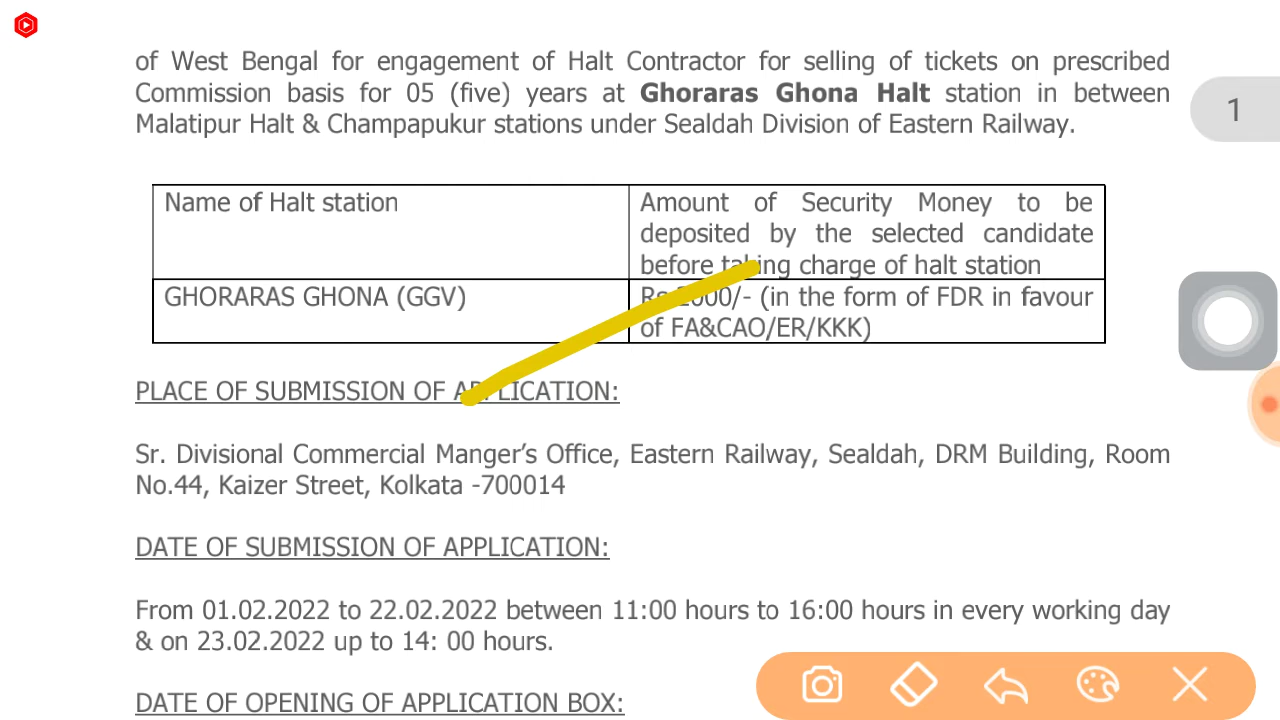 of West Bengal for engagement of Halt Contractor for selling of tickets on prescribed
Commission basis for 05 (five) years at Ghoraras Ghona Halt station in between
Malatipur Halt & Champapukur stations under Sealdah Division of Eastern Railway.
1
Name of Halt station
Amount of Security Money to be
deposited by the selected candidate
before taking charge of halt station
GHORARAS GHONA (GGV)
/- (in the form of FDR in favour
of FA&CAO/ER/KKK)
PLACE OF SUBMISSION OF APPLICATION:
Sr. Divisional Commercial Manger's Office, Eastern Railway, Sealdah, DRM Building, Room
No.44, Kaizer Street, Kolkata -700014
DATE OF SUBMISSION OF APPLICATION:
From 01.02.2022 to 22.02.2022 between 11:00 hours to 16:00 hours in every working day
& on 23.02.2022 up to 14: 00 hours.
DATE OF OPENING OF APPLICATION BOX: